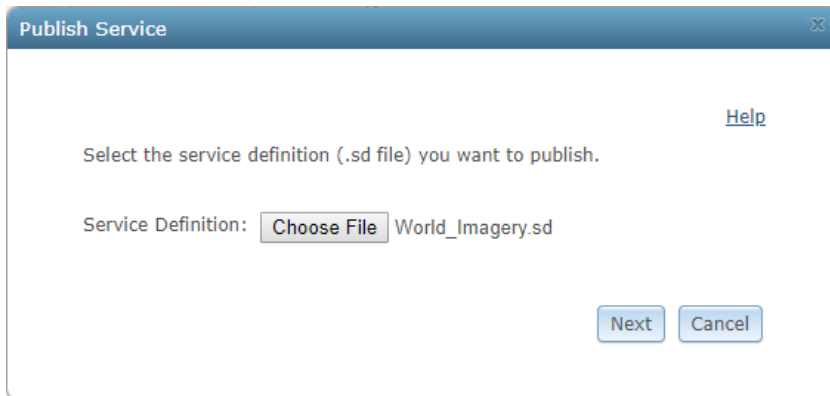 Publish Service
Help
Select the service definition (.sd file) you want to publish.
Service Definition: Choose File World_Imagery.sd
Next Cancel